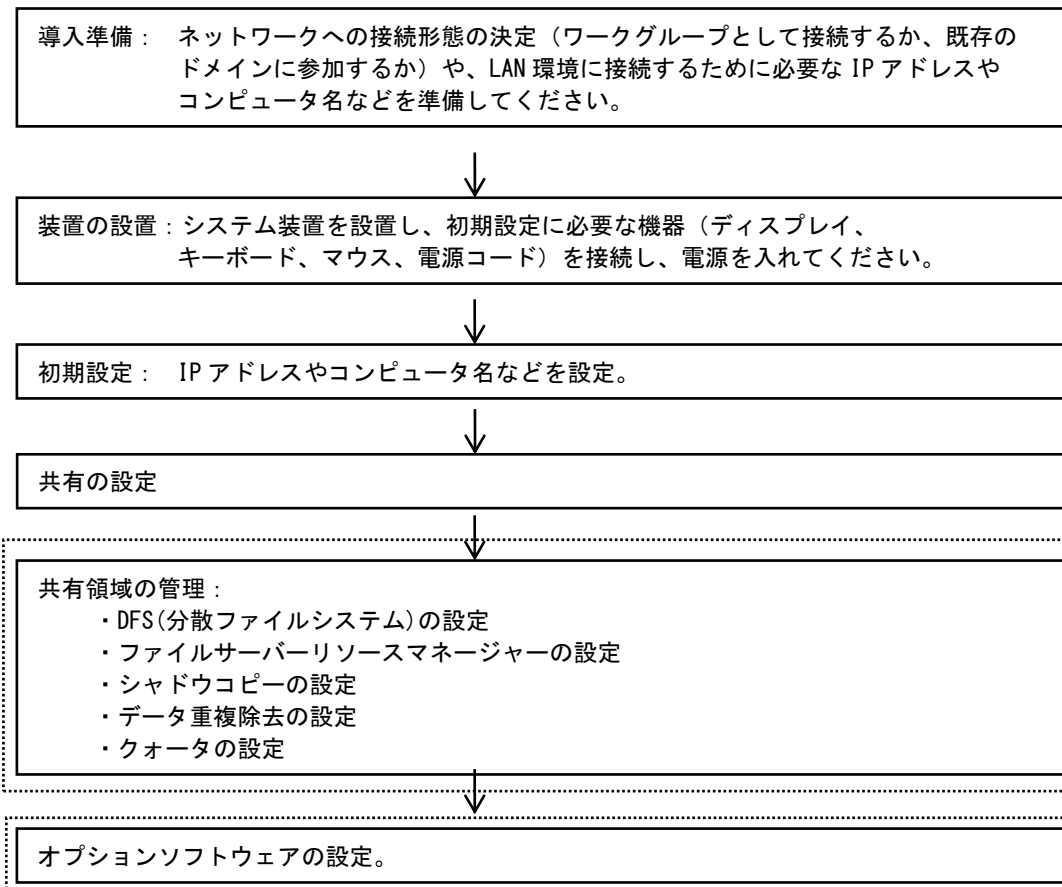 導入準備： ネットワークへの接続形態の決定（ワークグループとして接続するか、既存の
ドメインに参加するか）や、LAN 環境に接続するために必要な IP アドレスや
コンピュータ名などを準備してください。
装置の設置：システム装置を設置し、初期設定に必要な機器（ディスプレイ、
キーボード、マウス、電源コード）を接続し、電源を入れてください。
初期設定： IP アドレスやコンピュータ名などを設定。
共有の設定
共有領域の管理：
・DFS(分散ファイルシステム)の設定
・ファイルサーバーリソースマネージャーの設定
・シャドウコピーの設定
・データ重複除去の設定
・クォータの設定
オプションソフトウェアの設定。